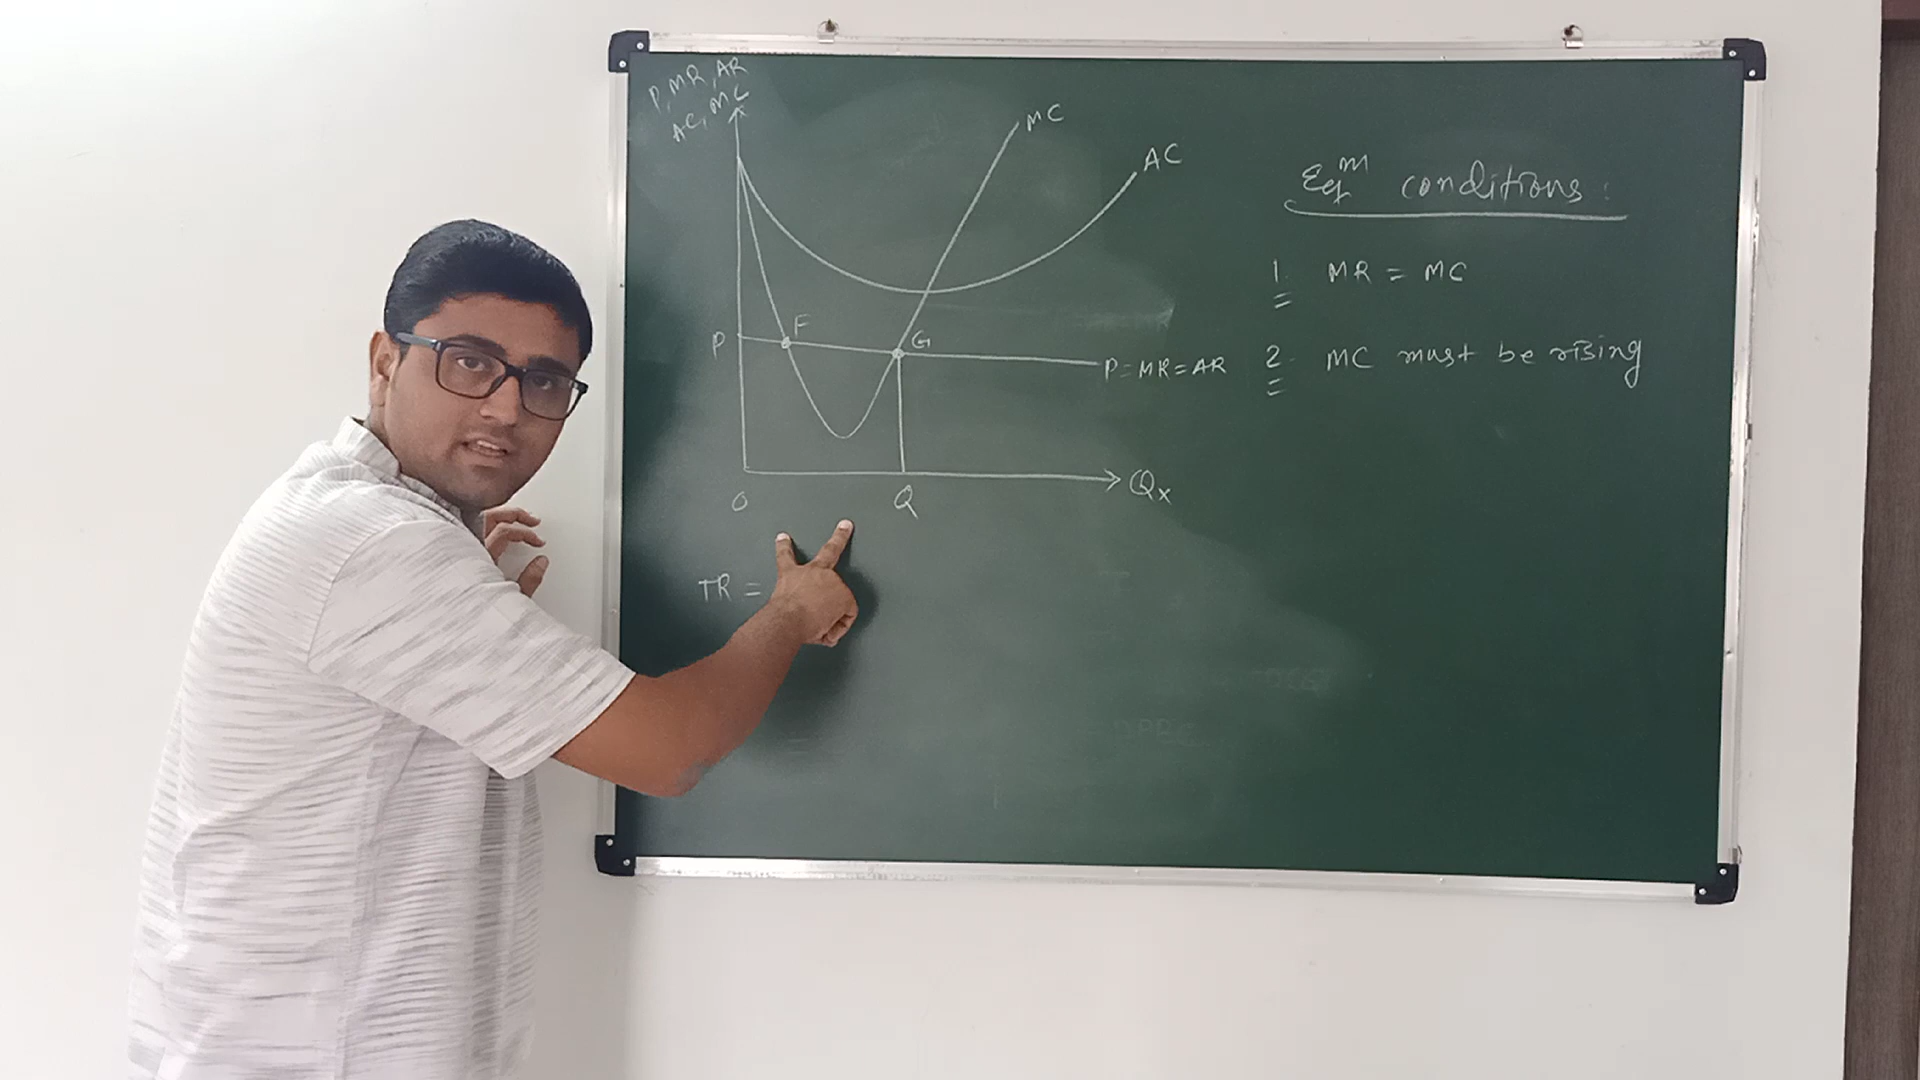 P, MR, AR
AC, MC
MC
AC
Eqm conditions:
1. MR = MC
P
F
G
P = MR = AR
2. MC must be rising
O
Q
Qx
TR =